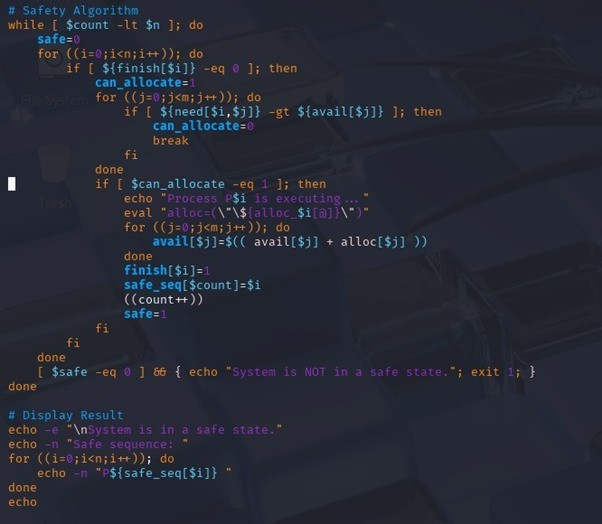 # Safety Algorithm
while [ $count -lt $n ]; do
    safe=0
    for ((i=0;i<n;i++)); do
        if [ ${finish[$i]} -eq 0 ]; then
            can_allocate=1
            for ((j=0;j<m;j++)); do
                if [ ${need[$i,$j]} -gt ${avail[$j]} ]; then
                    can_allocate=0
                    break
                fi
            done
            if [ $can_allocate -eq 1 ]; then
                echo "Process P$i is executing..."
                eval "alloc=(\"\${alloc_$i[@]}\")"
                for ((j=0;j<m;j++)); do
                    avail[$j]=$(( avail[$j] + alloc[$j] ))
                done
                finish[$i]=1
                safe_seq[$count]=$i
                ((count++))
                safe=1
            fi
        fi
    done
    [ $safe -eq 0 ] && { echo "System is NOT in a safe state."; exit 1; }
done

# Display Result
echo -e "\nSystem is in a safe state."
echo -n "Safe sequence: "
for ((i=0;i<n;i++)); do
    echo -n "P${safe_seq[$i]} "
done
echo
File System
Trash